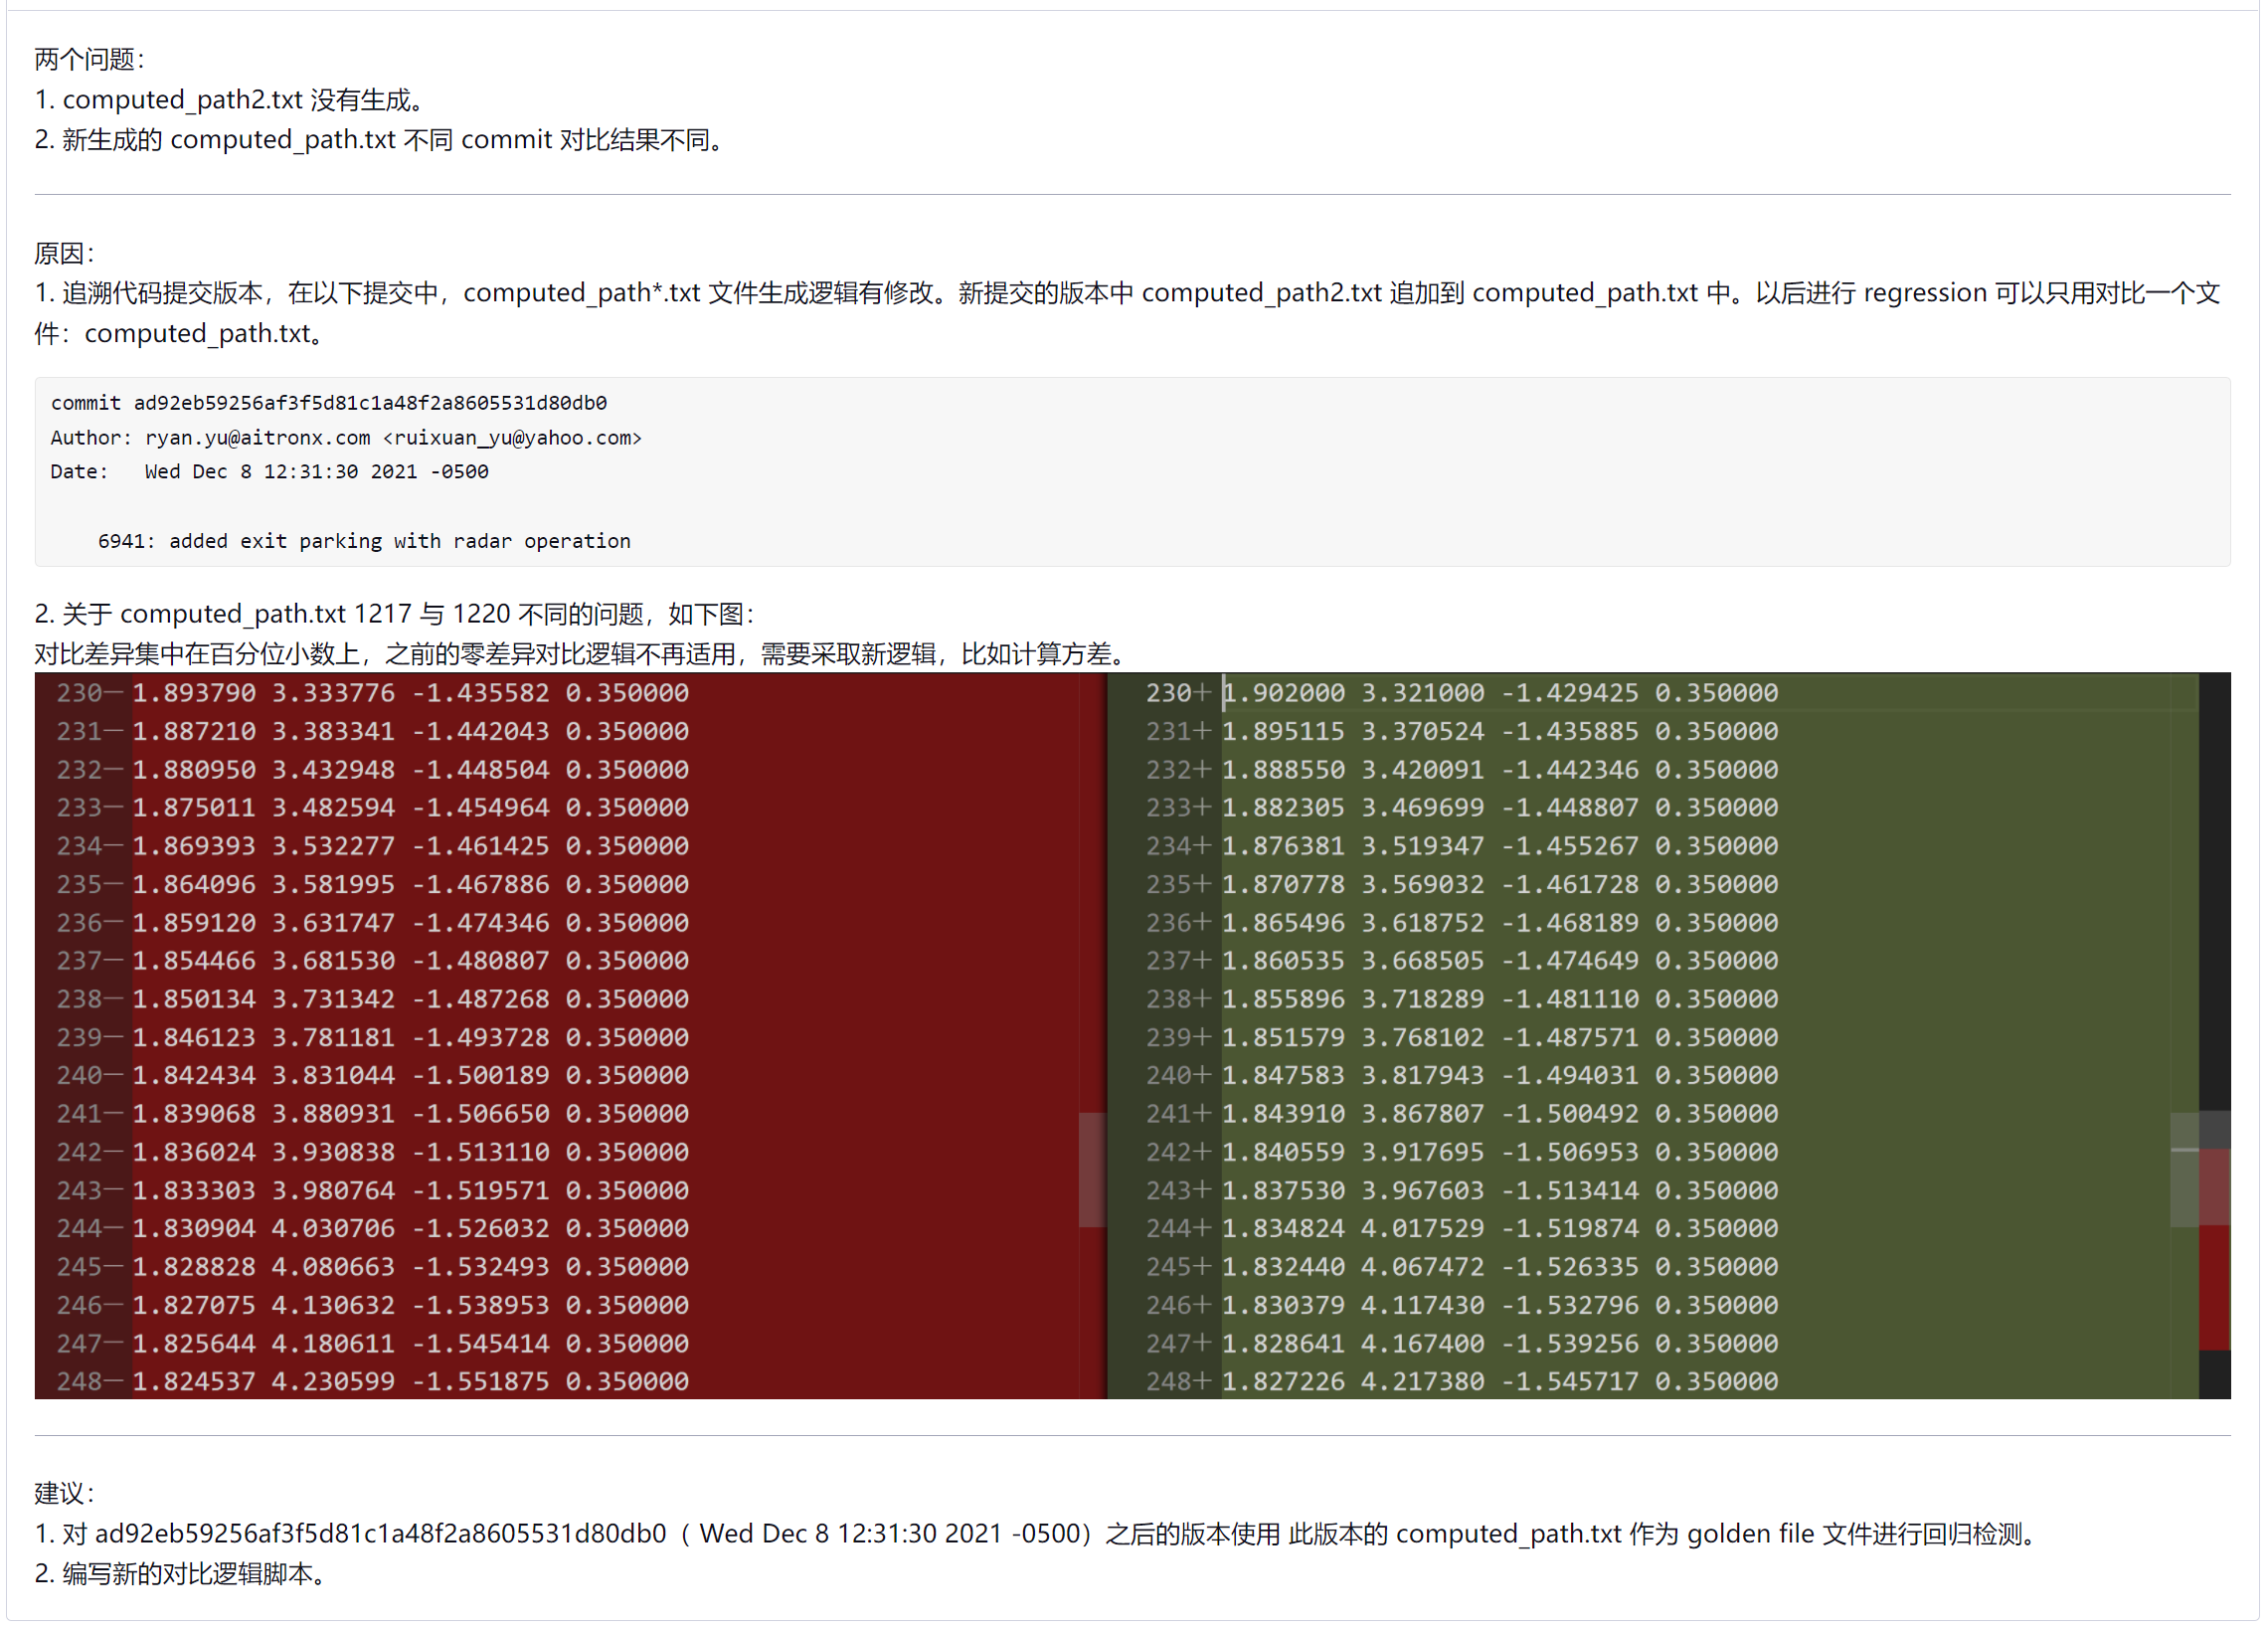 两个问题：
1. computed_path2.txt 没有生成。
2. 新生成的 computed_path.txt 不同 commit 对比结果不同。
原因：
1. 追溯代码提交版本，在以下提交中，computed_path*.txt 文件生成逻辑有修改。新提交的版本中 computed_path2.txt 追加到 computed_path.txt 中。以后进行 regression 可以只用对比一个文
件：computed_path.txt。
commit ad92eb59256af3f5d81c1a48f2a8605531d80db0
Author: ryan.yu@aitronx.com <ruixuan_yu@yahoo.com>
Date:   Wed Dec 8 12:31:30 2021 -0500
6941: added exit parking with radar operation
2. 关于 computed_path.txt 1217 与 1220 不同的问题，如下图：
对比差异集中在百分位小数上，之前的零差异对比逻辑不再适用，需要采取新逻辑，比如计算方差。
230— 1.893790 3.333776 -1.435582 0.350000
231— 1.887210 3.383341 -1.442043 0.350000
232— 1.880950 3.432948 -1.448504 0.350000
233— 1.875011 3.482594 -1.454964 0.350000
234— 1.869393 3.532277 -1.461425 0.350000
235— 1.864096 3.581995 -1.467886 0.350000
236— 1.859120 3.631747 -1.474346 0.350000
237— 1.854466 3.681530 -1.480807 0.350000
238— 1.850134 3.731342 -1.487268 0.350000
239— 1.846123 3.781181 -1.493728 0.350000
240— 1.842434 3.831044 -1.500189 0.350000
241— 1.839068 3.880931 -1.506650 0.350000
242— 1.836024 3.930838 -1.513110 0.350000
243— 1.833303 3.980764 -1.519571 0.350000
244— 1.830904 4.030706 -1.526032 0.350000
245— 1.828828 4.080663 -1.532493 0.350000
246— 1.827075 4.130632 -1.538953 0.350000
247— 1.825644 4.180611 -1.545414 0.350000
248— 1.824537 4.230599 -1.551875 0.350000
230+ 1.902000 3.321000 -1.429425 0.350000
231+ 1.895115 3.370524 -1.435885 0.350000
232+ 1.888550 3.420091 -1.442346 0.350000
233+ 1.882305 3.469699 -1.448807 0.350000
234+ 1.876381 3.519347 -1.455267 0.350000
235+ 1.870778 3.569032 -1.461728 0.350000
236+ 1.865496 3.618752 -1.468189 0.350000
237+ 1.860535 3.668505 -1.474649 0.350000
238+ 1.855896 3.718289 -1.481110 0.350000
239+ 1.851579 3.768102 -1.487571 0.350000
240+ 1.847583 3.817943 -1.494031 0.350000
241+ 1.843910 3.867807 -1.500492 0.350000
242+ 1.840559 3.917695 -1.506953 0.350000
243+ 1.837530 3.967603 -1.513414 0.350000
244+ 1.834824 4.017529 -1.519874 0.350000
245+ 1.832440 4.067472 -1.526335 0.350000
246+ 1.830379 4.117430 -1.532796 0.350000
247+ 1.828641 4.167400 -1.539256 0.350000
248+ 1.827226 4.217380 -1.545717 0.350000
建议：
1. 对 ad92eb59256af3f5d81c1a48f2a8605531d80db0（ Wed Dec 8 12:31:30 2021 -0500）之后的版本使用 此版本的 computed_path.txt 作为 golden file 文件进行回归检测。
2. 编写新的对比逻辑脚本。